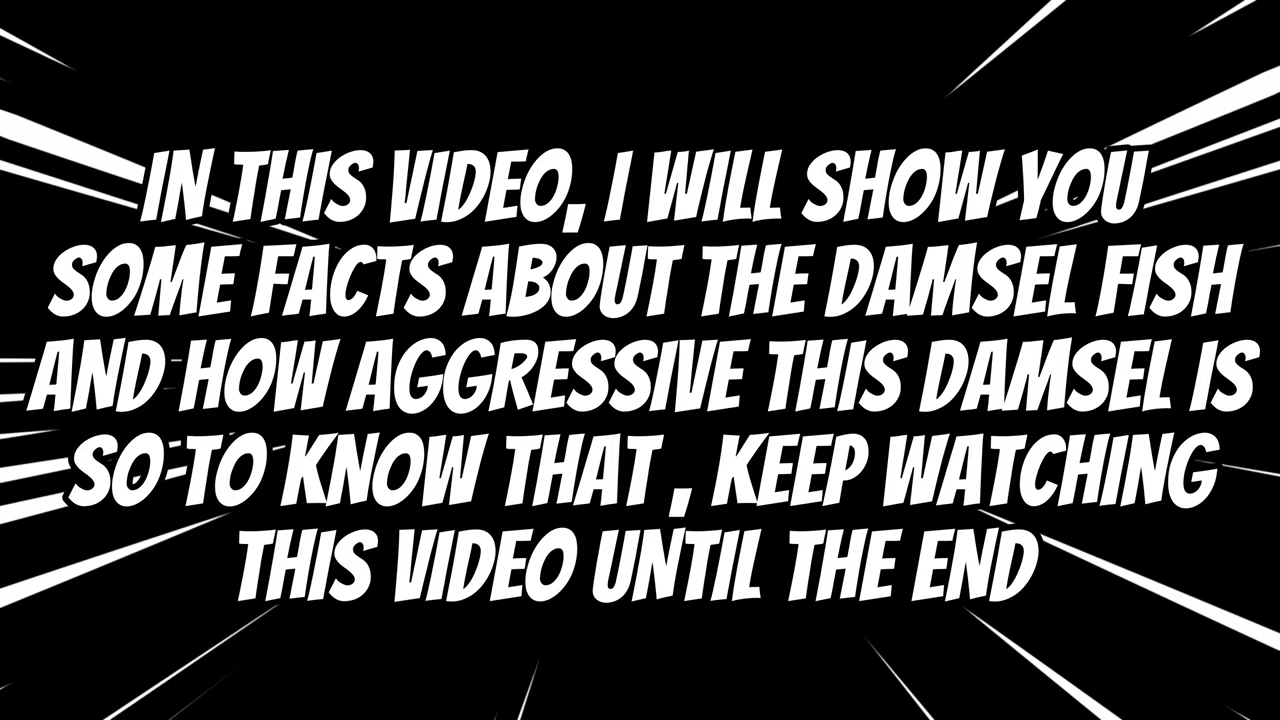 IN THIS VIDEO, I WILL SHOW YOU
SOME FACTS ABOUT THE DAMSEL FISH
AND HOW AGGRESSIVE THIS DAMSEL IS
SO TO KNOW THAT , KEEP WATCHING
THIS VIDEO UNTIL THE END